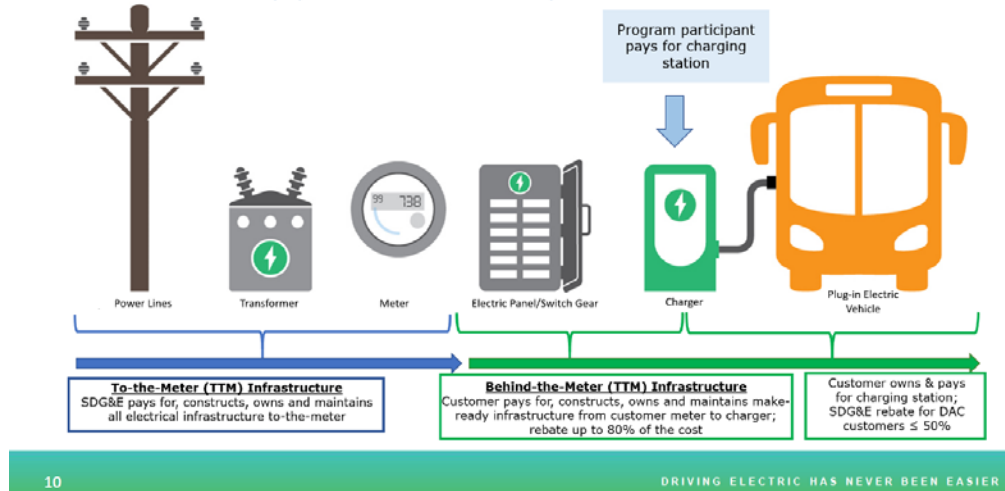 Program participant
pays for charging
station
99 738
Power Lines
Transformer
Meter
Electric Panel/Switch Gear
Charger
Plug-in Electric
Vehicle
To-the-Meter (TTM) Infrastructure
SDG&E pays for, constructs, owns and maintains
all electrical infrastructure to-the-meter
Behind-the-Meter (TTM) Infrastructure
Customer pays for, constructs, owns and maintains make-
ready infrastructure from customer meter to charger;
rebate up to 80% of the cost
Customer owns & pays
for charging station;
SDG&E rebate for DAC
customers ≤ 50%
10
DRIVING ELECTRIC HAS NEVER BEEN EASIER